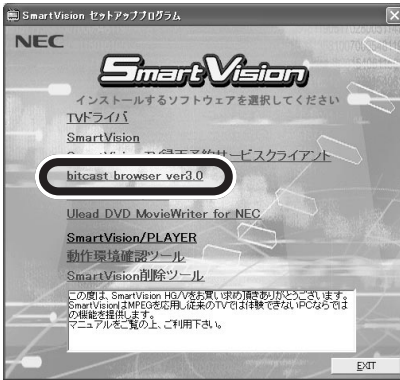 SmartVision セットアッププログラム
NEC
SmartVision
インストールするソフトウェアを選択してください
TVドライバ
SmartVision
サービスクライアント
bitcast browser ver3.0
Ulead DVD MovieWriter for NEC
SmartVision/PLAYER
動作環境確認ツール
SmartVision削除ツール
この度は、SmartVision HG/Vをお買い求め頂きありがとうございます。
SmartVisionはMPEGを応用し従来のTVでは体験できないPCならでは
の機能を提供します。
マニュアルをご覧の上、ご利用下さい。
EXIT